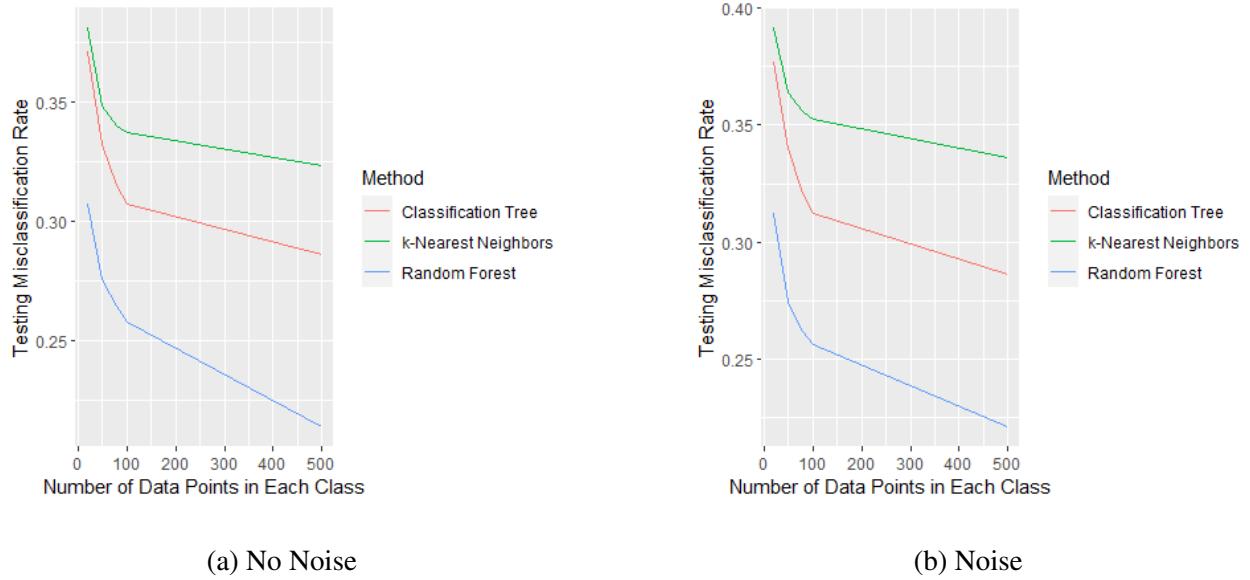 0.35
0.30
0.25
Testing Misclassification Rate
0 100 200 300 400 500
Number of Data Points in Each Class
Method
Classification Tree
k-Nearest Neighbors
Random Forest
(a) No Noise
0.40
0.35
0.30
0.25
Testing Misclassification Rate
0 100 200 300 400 500
Number of Data Points in Each Class
Method
Classification Tree
k-Nearest Neighbors
Random Forest
(b) Noise